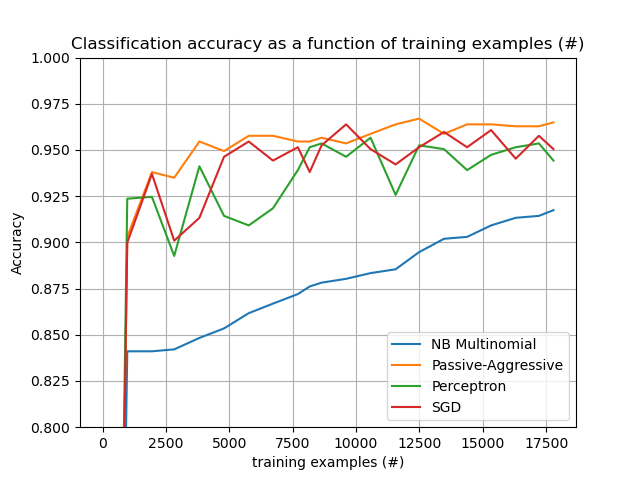 Classification accuracy as a function of training examples (#)
1.000
0.975
0.950
0.925
0.900
0.875
0.850
0.825
0.800
Accuracy
NB Multinomial
Passive-Aggressive
Perceptron
SGD
0 2500 5000 7500 10000 12500 15000 17500
training examples (#)